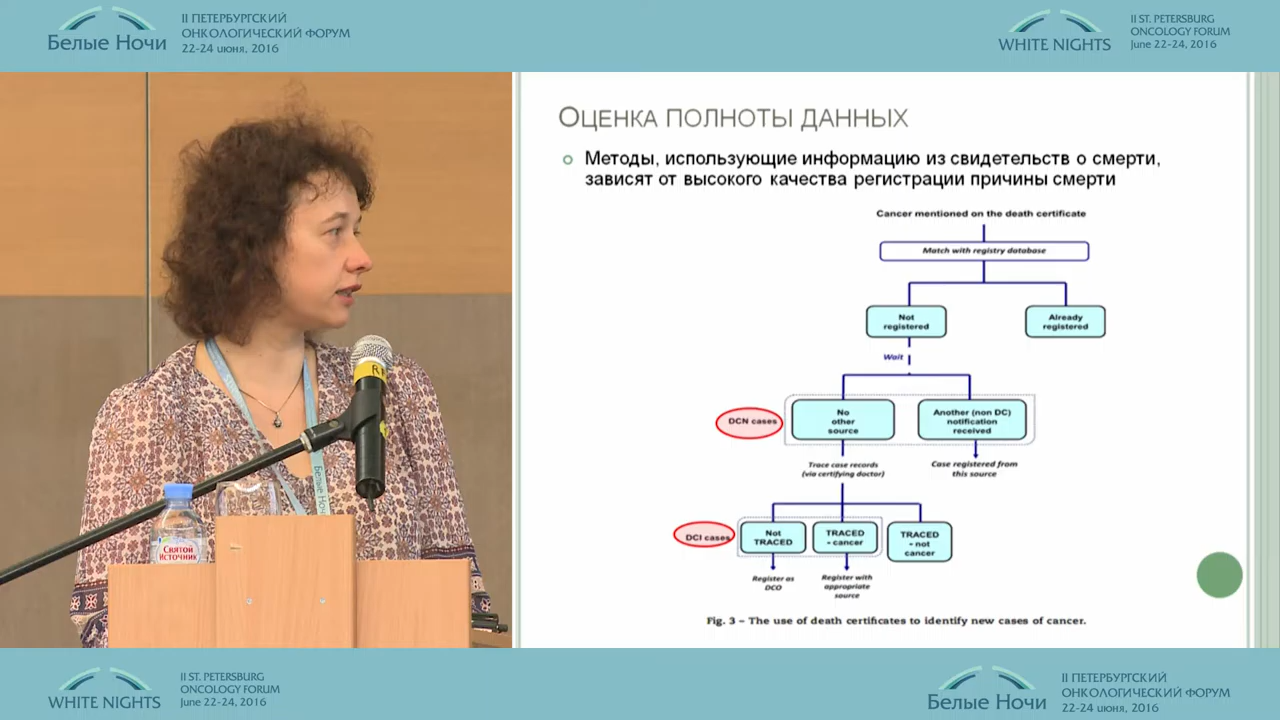 Белые Ночи
II ПЕТЕРБУРГСКИЙ
ОНКОЛОГИЧЕСКИЙ ФОРУМ
22-24 июня, 2016
WHITE NIGHTS
II ST. PETERSBURG
ONCOLOGY FORUM
June 22-24, 2016
ОЦЕНКА ПОЛНОТЫ ДАННЫХ
Методы, использующие информацию из свидетельств о смерти,
зависят от высокого качества регистрации причины смерти
Cancer mentioned on the death certificate
Match with registry database
Not
registered
Already
registered
Wait
DCN cases
No
other
source
Another (non DC)
notification
received
Trace case records
(via certifying doctor)
Case registered from
this source
DCI cases
Not
TRACED
TRACED
- cancer
TRACED
- not
cancer
Register as
DCO
Register with
appropriate
source
Fig. 3 – The use of death certificates to identify new cases of cancer.
Белые Ночи
Святой
Источник
WHITE NIGHTS
II ST. PETERSBURG
ONCOLOGY FORUM
June 22-24, 2016
Белые Ночи
II ПЕТЕРБУРГСКИЙ
ОНКОЛОГИЧЕСКИЙ ФОРУМ
22-24 июня, 2016